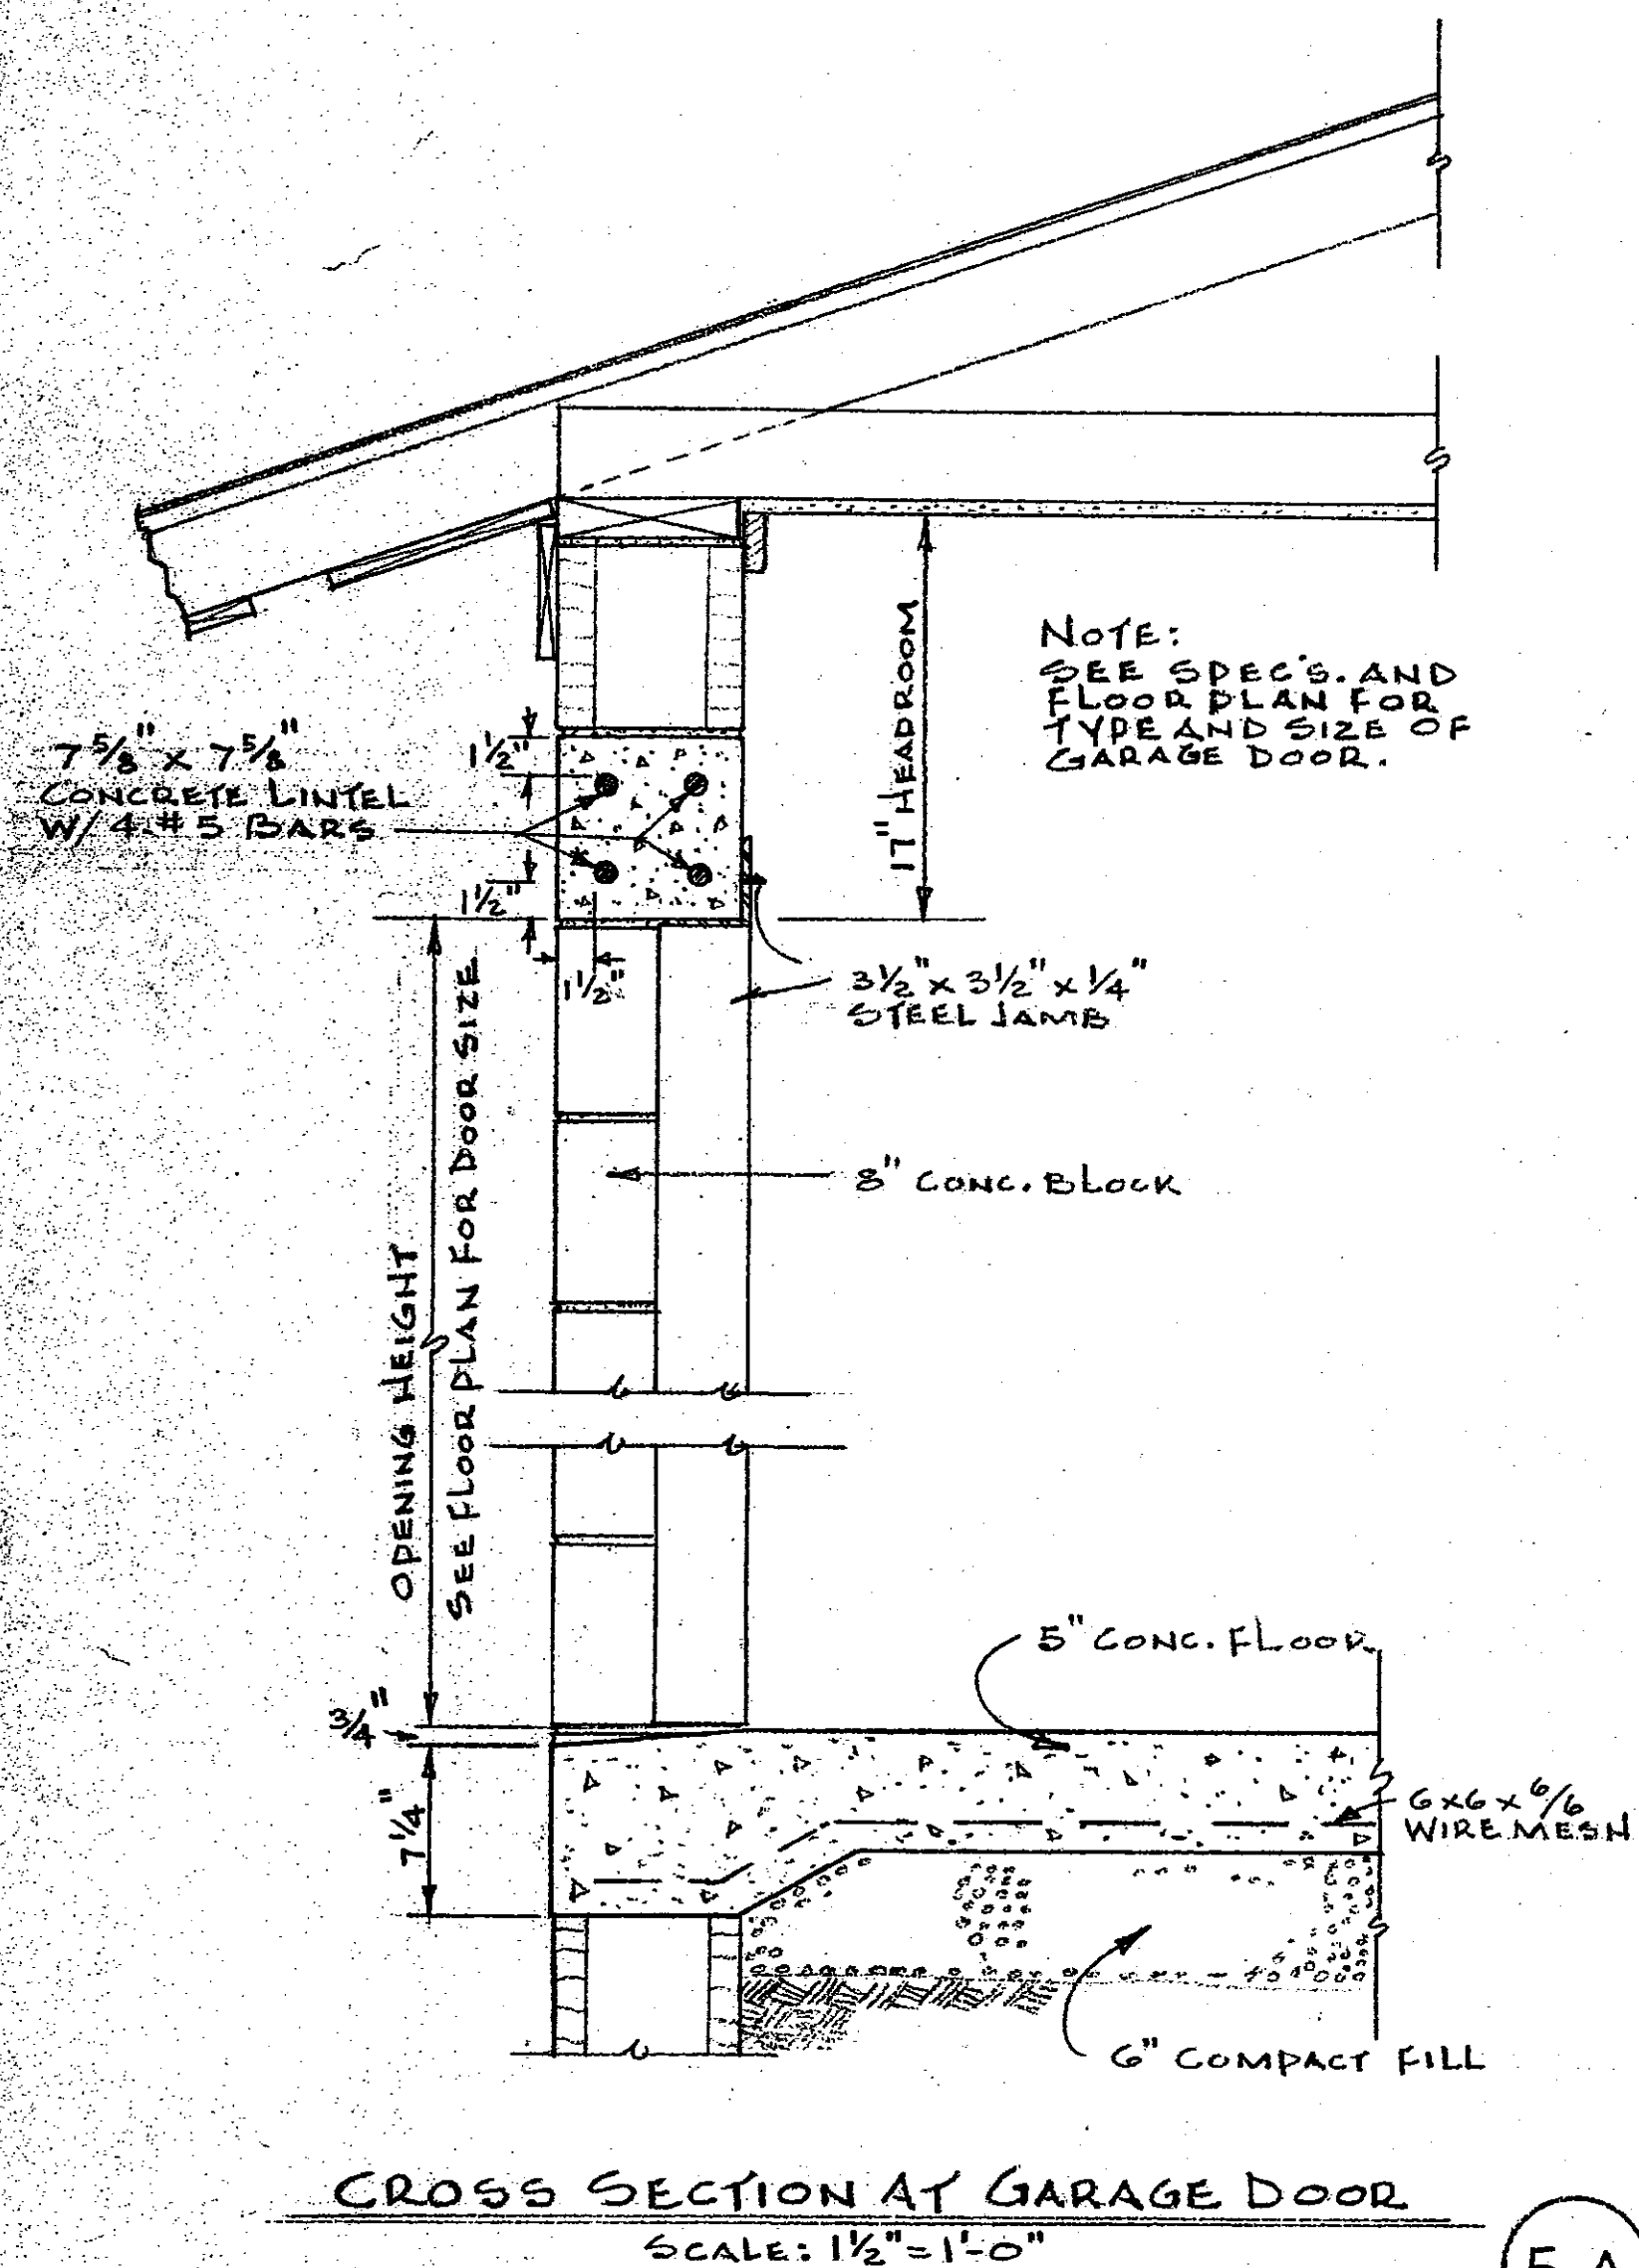 NOTE:
SEE SPEC'S. AND
FLOOR PLAN FOR
TYPE AND SIZE OF
GARAGE DOOR.
17" HEADROOM
7 5/8" x 7 5/8"
CONCRETE LINTEL
W/ 4-#5 BARS
1 1/2"
1 1/2"
1 1/2"
3 1/2" x 3 1/2" x 1/4"
STEEL JAMB
8" CONC. BLOCK
OPENING HEIGHT
SEE FLOOR PLAN FOR DOOR SIZE
5" CONC. FLOOR
3/4"
7 1/4"
6x6x 6/6
WIRE MESH
6" COMPACT FILL
CROSS SECTION AT GARAGE DOOR
SCALE: 1 1/2" = 1'-0"